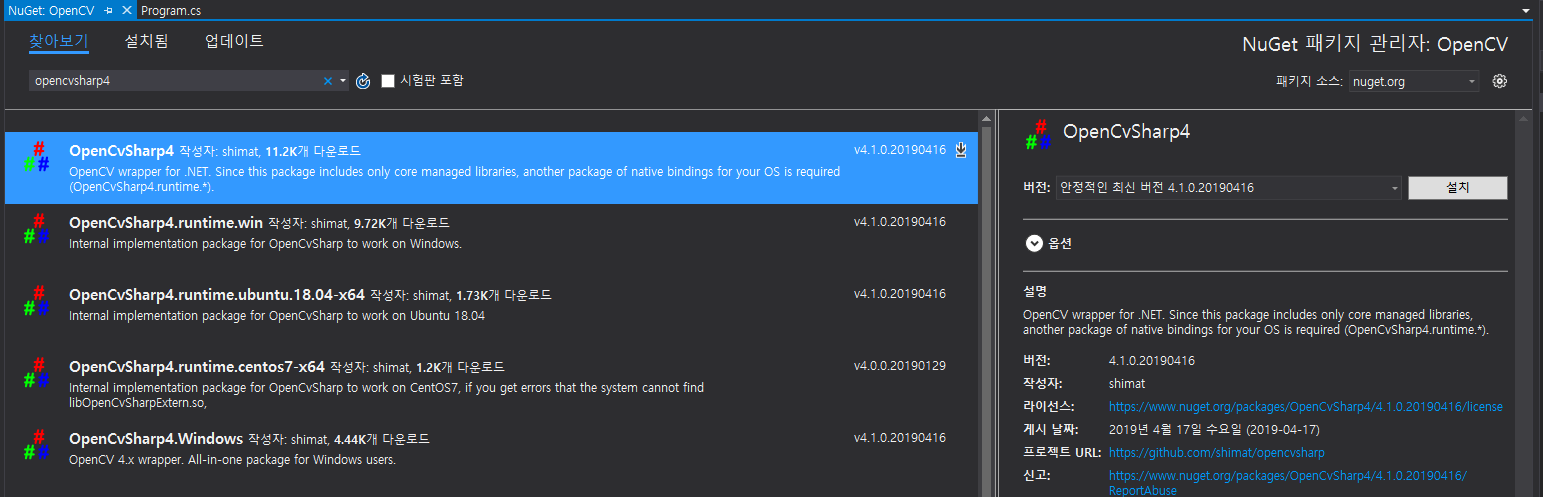 NuGet: OpenCV
Program.cs
찾아보기 설치됨 업데이트
NuGet 패키지 관리자: OpenCV
opencvsharp4
시험판 포함
패키지 소스: nuget.org
OpenCvSharp4 작성자: shimat, 11.2K개 다운로드
v4.1.0.20190416
OpenCV wrapper for .NET. Since this package includes only core managed libraries, another package of native bindings for your OS is required
(OpenCvSharp4.runtime.*).
OpenCvSharp4.runtime.win 작성자: shimat, 9.72K개 다운로드
v4.1.0.20190416
Internal implementation package for OpenCvSharp to work on Windows.
OpenCvSharp4.runtime.ubuntu.18.04-x64 작성자: shimat, 1.73K개 다운로드
v4.1.0.20190416
Internal implementation package for OpenCvSharp to work on Ubuntu 18.04
OpenCvSharp4.runtime.centos7-x64 작성자: shimat, 1.2K개 다운로드
v4.0.0.20190129
Internal implementation package for OpenCvSharp to work on CentOS7, if you get errors that the system cannot find
libOpenCvSharpExtern.so,
OpenCvSharp4.Windows 작성자: shimat, 4.44K개 다운로드
v4.1.0.20190416
OpenCV 4.x wrapper. All-in-one package for Windows users.
OpenCvSharp4
버전: 안정적인 최신 버전 4.1.0.20190416 설치
옵션
설명
OpenCV wrapper for .NET. Since this package includes only core managed libraries,
another package of native bindings for your OS is required (OpenCvSharp4.runtime.*).
버전: 4.1.0.20190416
작성자: shimat
라이선스: https://www.nuget.org/packages/OpenCvSharp4/4.1.0.20190416/license
게시 날짜: 2019년 4월 17일 수요일 (2019-04-17)
프로젝트 URL: https://github.com/shimat/opencvsharp
신고: https://www.nuget.org/packages/OpenCvSharp4/4.1.0.20190416/
ReportAbuse